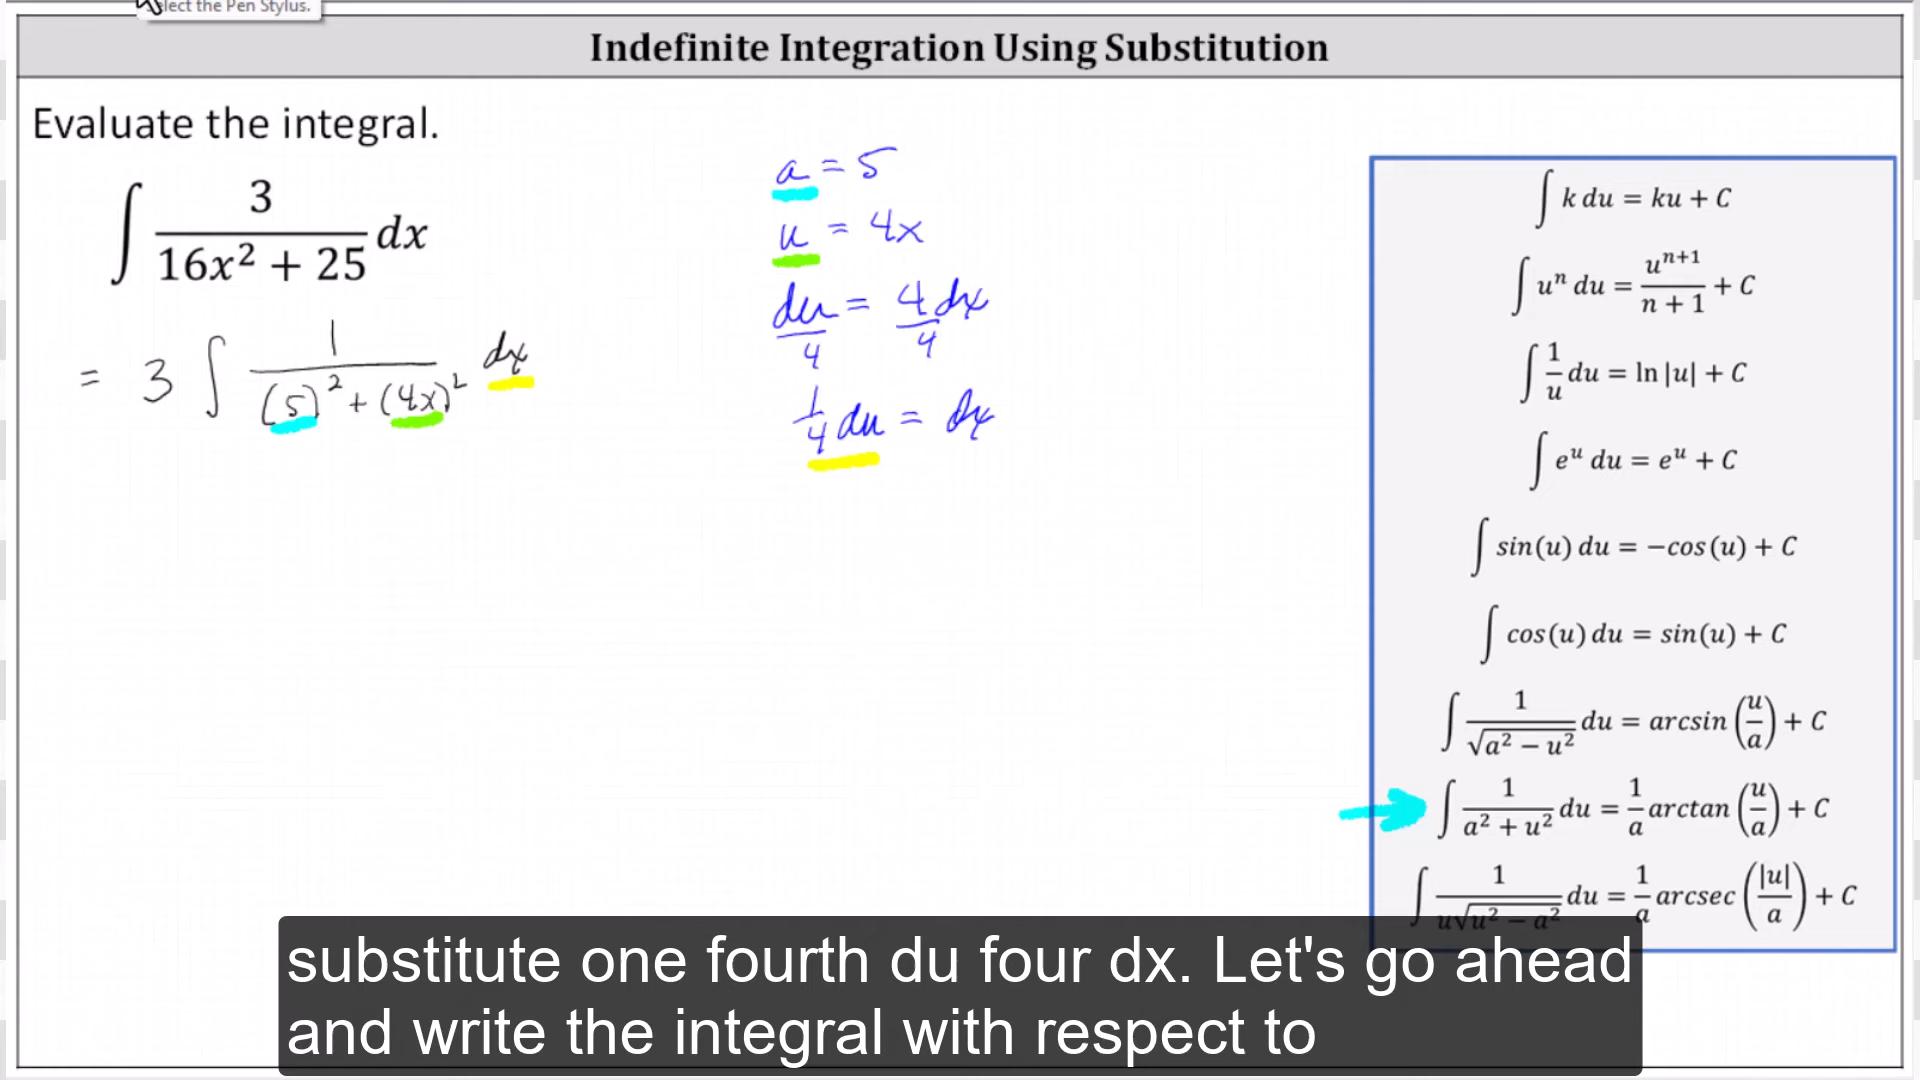 lect the Pen Stylus.
Indefinite Integration Using Substitution
Evaluate the integral.
∫ 3/(16x² + 25) dx
= 3 ∫ 1/((5)² + (4x)²) dx
a = 5
u = 4x
du/4 = 4dx/4
1/4 du = dx
∫ k du = ku + C
∫ uⁿ du = uⁿ⁺¹/(n + 1) + C
∫ 1/u du = ln|u| + C
∫ eᵘ du = eᵘ + C
∫ sin(u) du = −cos(u) + C
∫ cos(u) du = sin(u) + C
∫ 1/√(a² − u²) du = arcsin (u/a) + C
∫ 1/(a² + u²) du = 1/a arctan (u/a) + C
∫ 1/(u√(u² − a²)) du = 1/a arcsec (|u|/a) + C
substitute one fourth du four dx. Let's go ahead
and write the integral with respect to